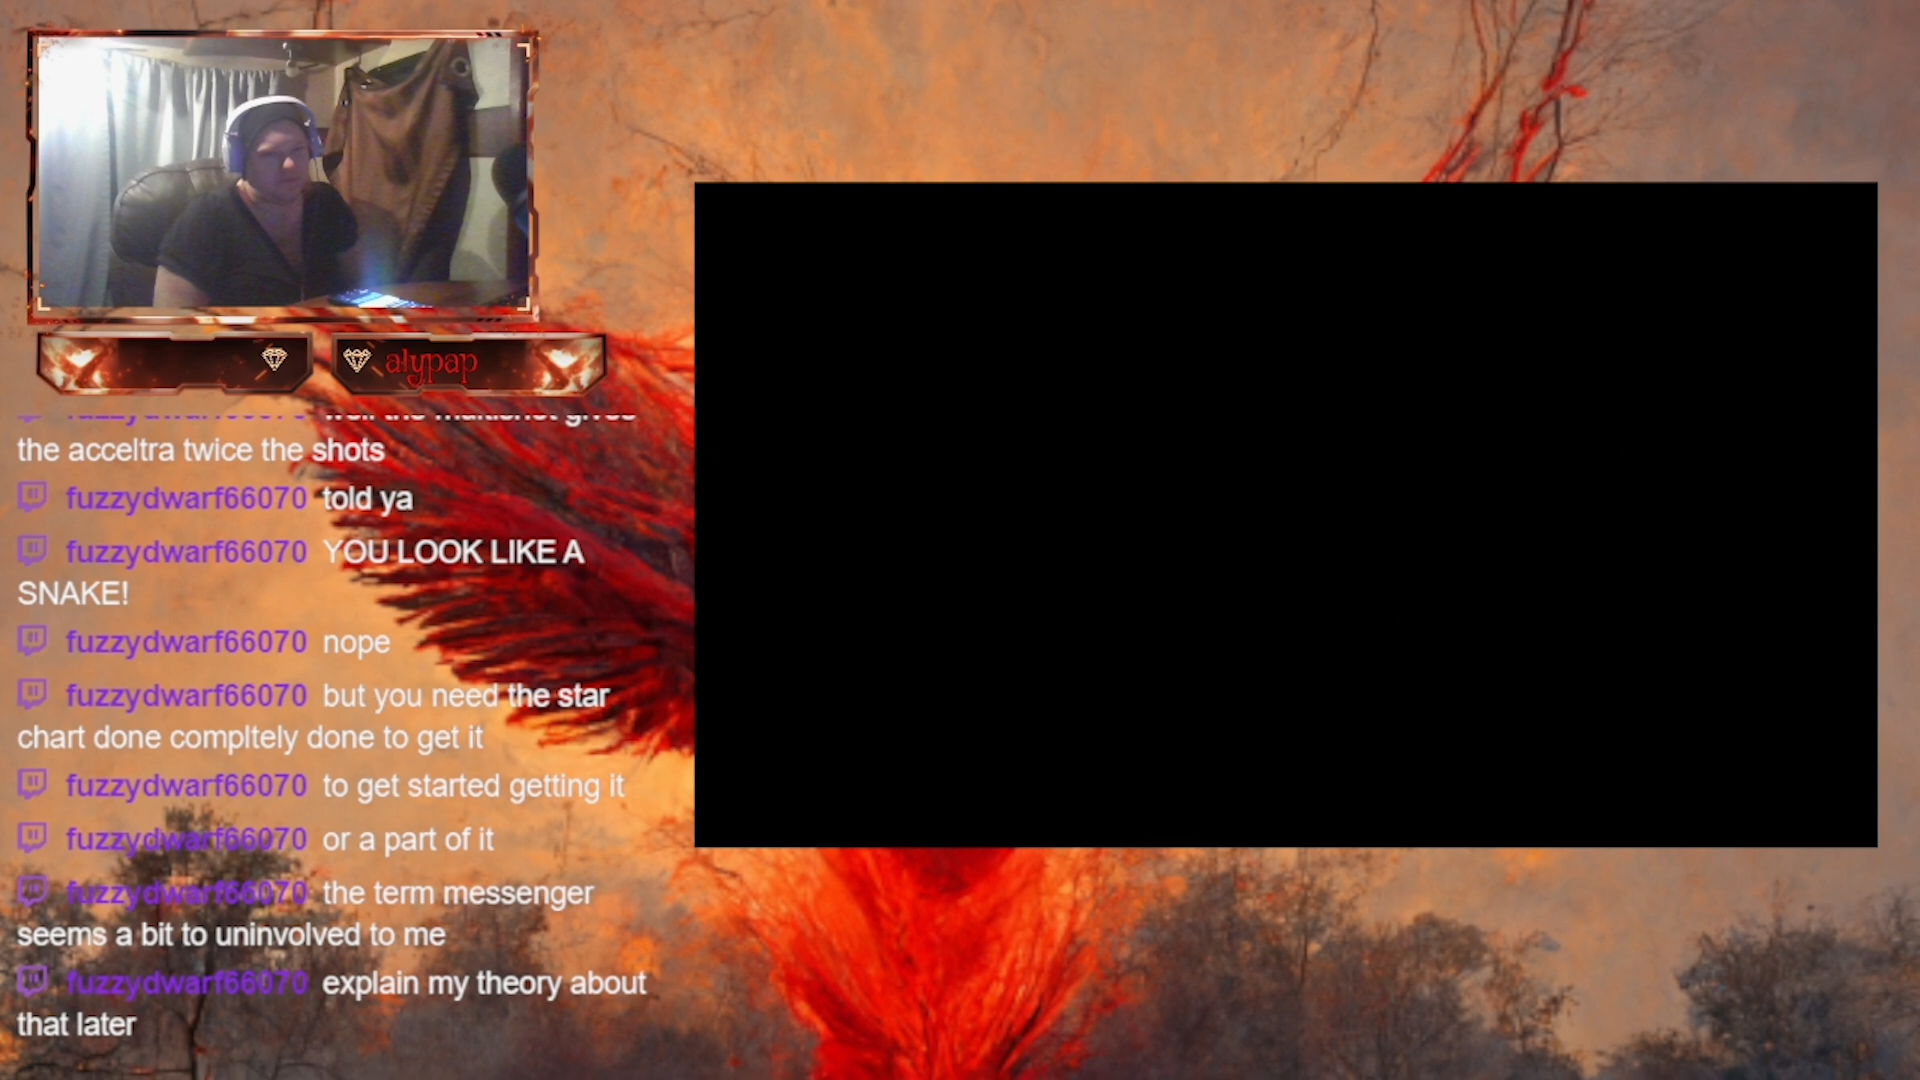 alypap
the acceltra twice the shots
fuzzydwarf66070 told ya
fuzzydwarf66070 YOU LOOK LIKE A
SNAKE!
fuzzydwarf66070 nope
fuzzydwarf66070 but you need the star
chart done compltely done to get it
fuzzydwarf66070 to get started getting it
fuzzydwarf66070 or a part of it
fuzzydwarf66070 the term messenger
seems a bit to uninvolved to me
fuzzydwarf66070 explain my theory about
that later